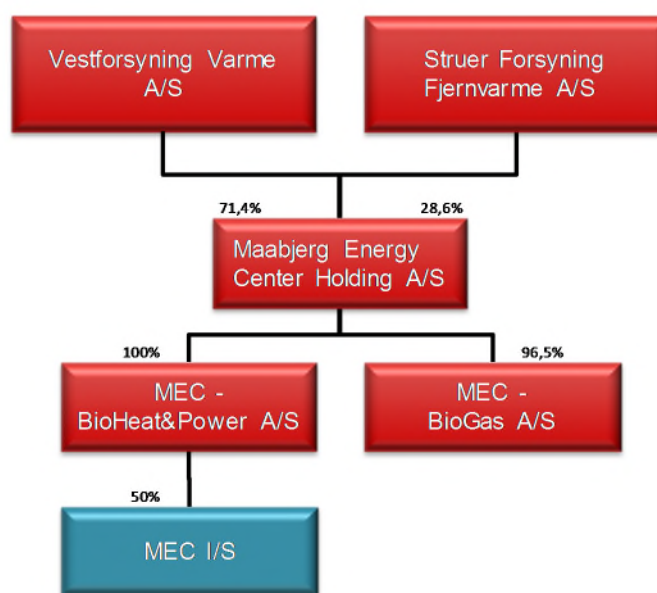 Vestforsyning Varme
A/S
Struer Forsyning
Fjernvarme A/S
71,4%
28,6%
Maabjerg Energy
Center Holding A/S
100%
96,5%
MEC -
BioHeat&Power A/S
MEC -
BioGas A/S
50%
MEC I/S